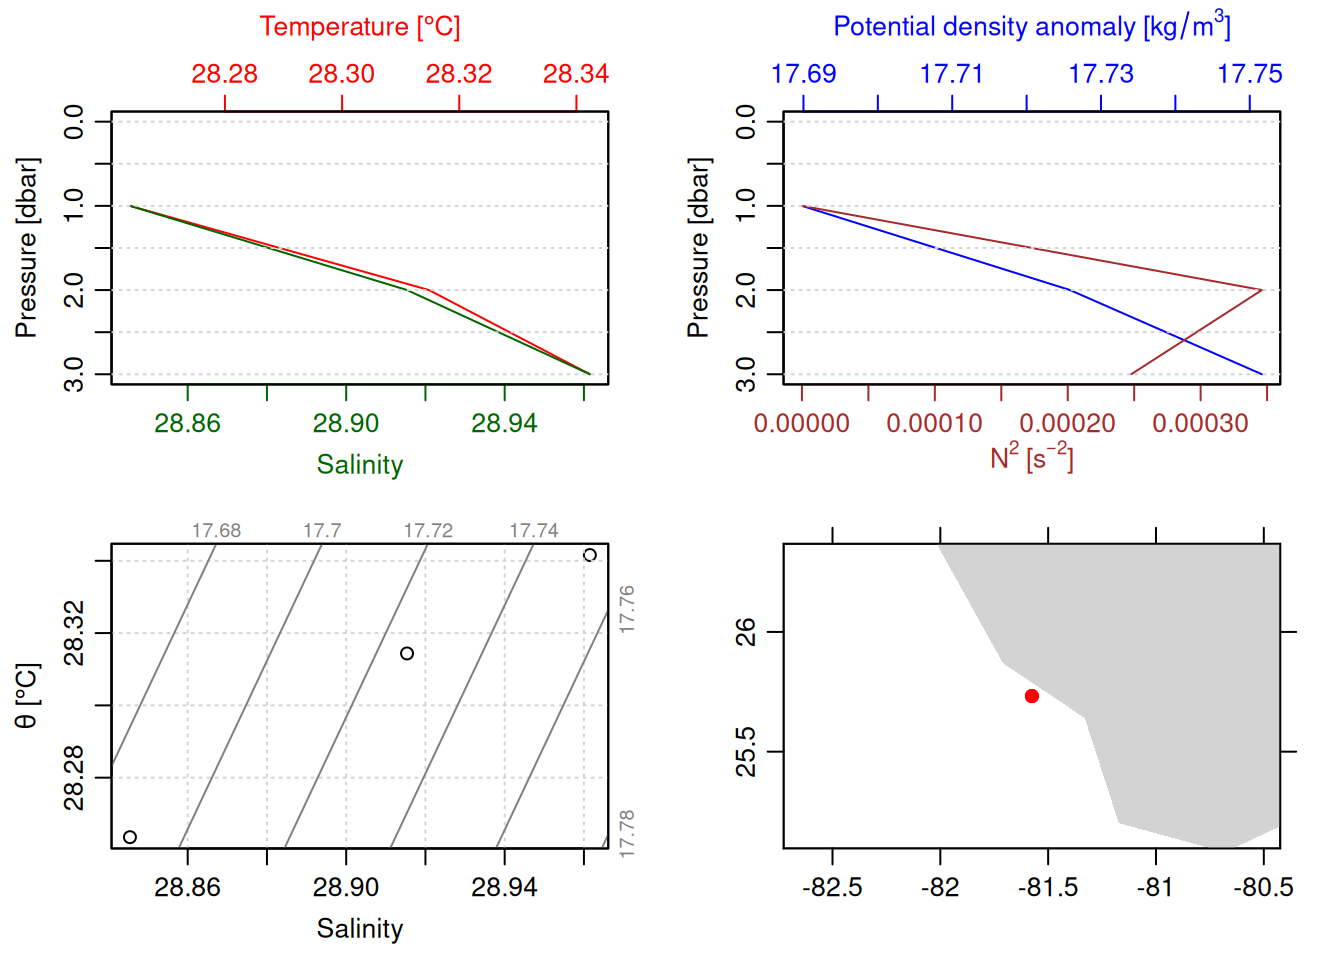 Temperature [°C]
28.28 28.30 28.32 28.34
Pressure [dbar]
0.0 1.0 2.0 3.0
28.86 28.90 28.94
Salinity
Potential density anomaly [kg/m³]
17.69 17.71 17.73 17.75
Pressure [dbar]
0.0 1.0 2.0 3.0
0.00000 0.00010 0.00020 0.00030
N² [s⁻²]
17.68 17.7 17.72 17.74
17.76
17.78
θ [°C]
28.32
28.28
28.86 28.90 28.94
Salinity
26
25.5
-82.5 -82 -81.5 -81 -80.5